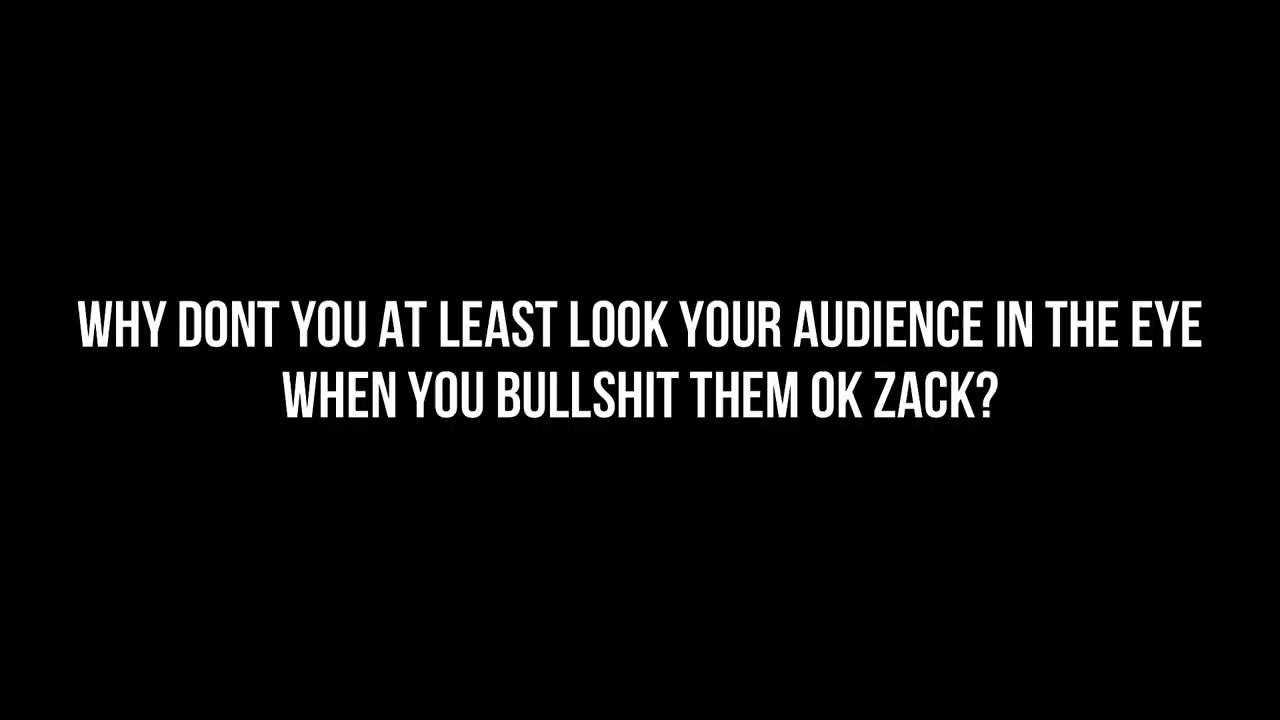 WHY DONT YOU AT LEAST LOOK YOUR AUDIENCE IN THE EYE
WHEN YOU BULLSHIT THEM OK ZACK?